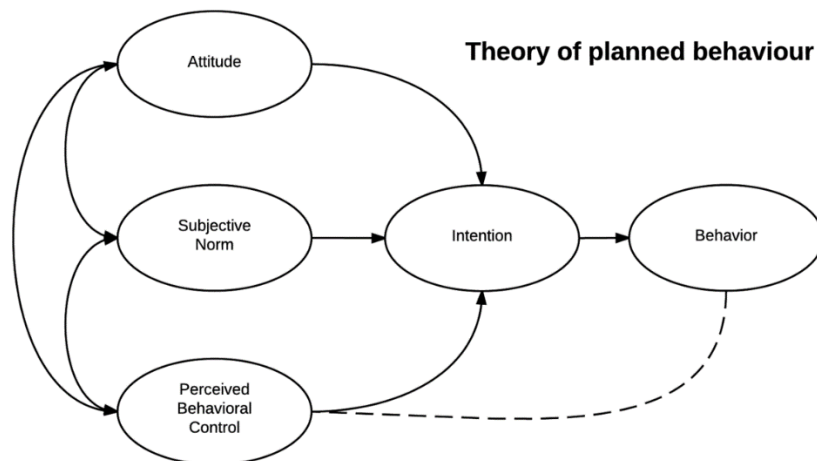 Theory of planned behaviour
Attitude
Subjective
Norm
Intention
Behavior
Perceived
Behavioral
Control